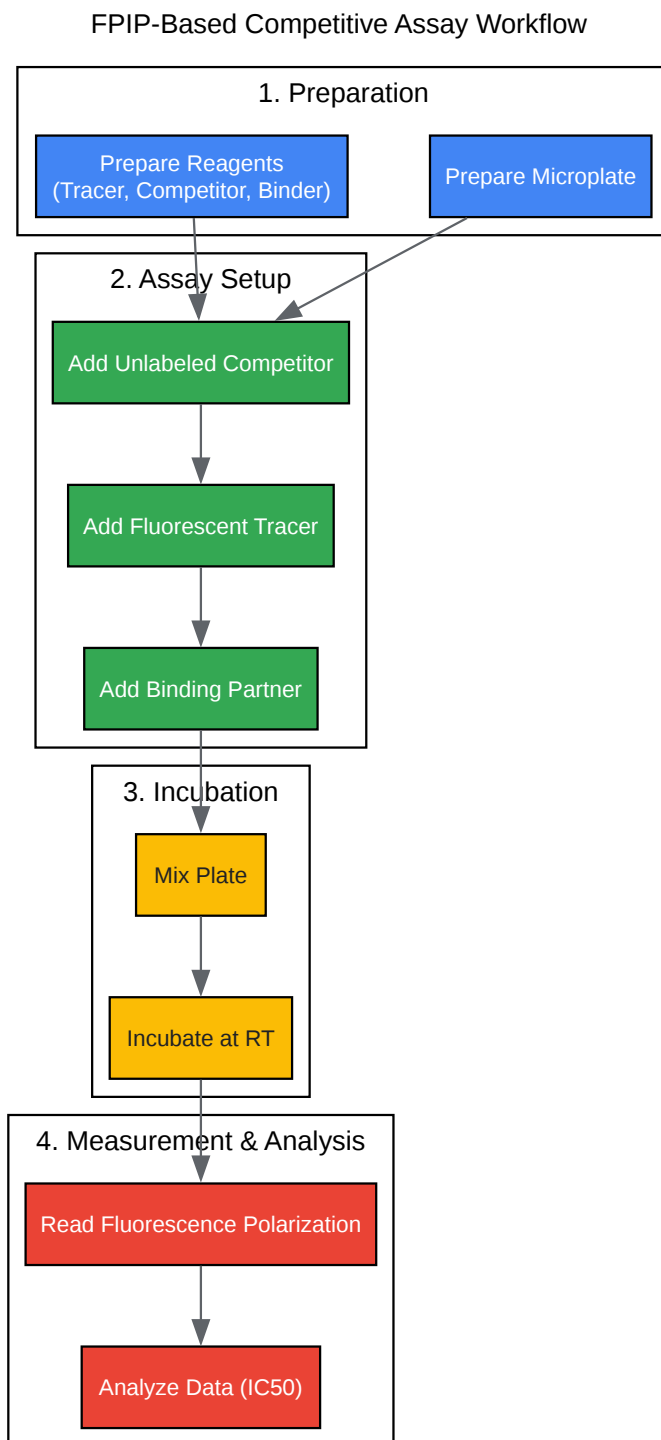 FPIP-Based Competitive Assay Workflow
1. Preparation
Prepare Reagents
(Tracer, Competitor, Binder)
Prepare Microplate
2. Assay Setup
Add Unlabeled Competitor
Add Fluorescent Tracer
Add Binding Partner
3. Incubation
Mix Plate
Incubate at RT
4. Measurement & Analysis
Read Fluorescence Polarization
Analyze Data (IC50)